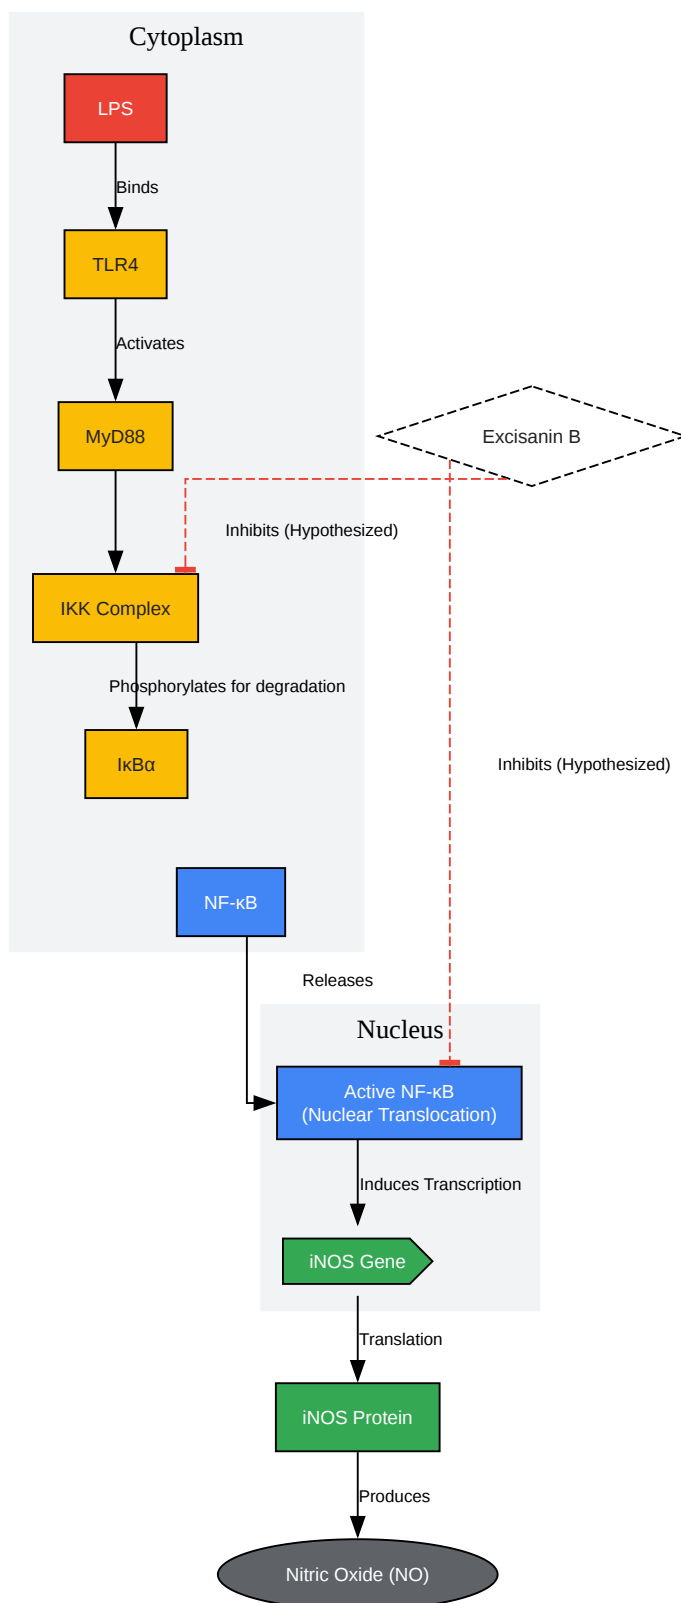 Cytoplasm
LPS
Binds
TLR4
Activates
MyD88
Excisanin B
Inhibits (Hypothesized)
IKK Complex
Phosphorylates for degradation
IκBα
Inhibits (Hypothesized)
NF-κB
Releases
Nucleus
Active NF-κB
(Nuclear Translocation)
Induces Transcription
iNOS Gene
Translation
iNOS Protein
Produces
Nitric Oxide (NO)